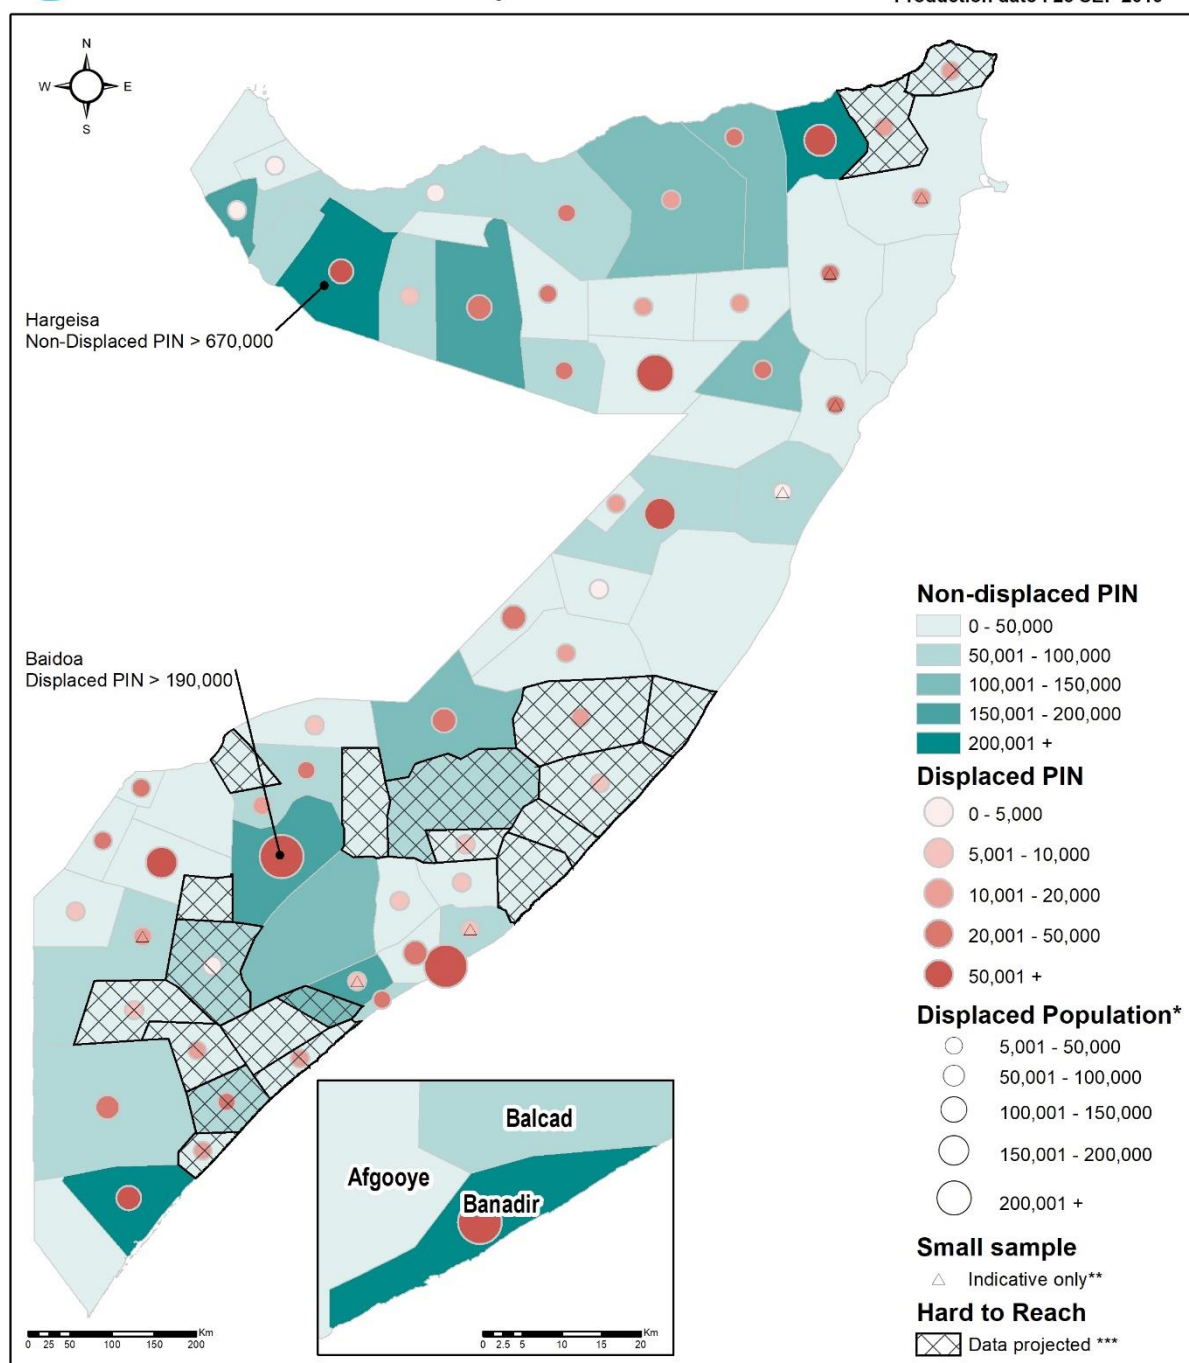 N
W E
S
Hargeisa
Non-Displaced PIN > 670,000
Baidoa
Displaced PIN > 190,000
Non-displaced PIN
0 - 50,000
50,001 - 100,000
100,001 - 150,000
150,001 - 200,000
200,001 +
Displaced PIN
0 - 5,000
5,001 - 10,000
10,001 - 20,000
20,001 - 50,000
50,001 +
Displaced Population*
5,001 - 50,000
50,001 - 100,000
100,001 - 150,000
150,001 - 200,000
200,001 +
Small sample
Indicative only**
Hard to Reach
Data projected ***
Balcad
Afgooye
Banadir
Km
0 25 50 100 150 200
Km
0 2.5 5 10 15 20